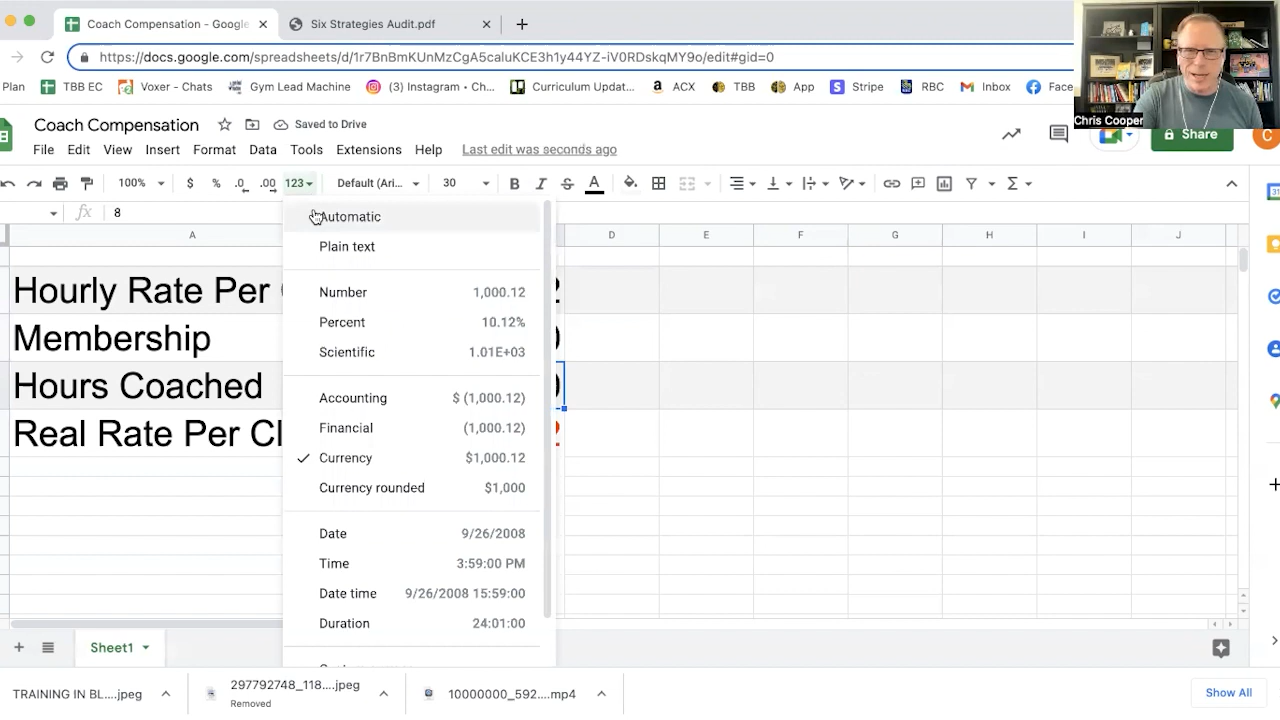 Coach Compensation - Google
Six Strategies Audit.pdf
https://docs.google.com/spreadsheets/d/1r7BnBmKUnMzCgA5caluKCE3h1y44YZ-iV0RDskqMY9o/edit#gid=0
Plan
TBB EC
Voxer - Chats
Gym Lead Machine
(3) Instagram • Ch...
Curriculum Updat...
ACX
TBB
App
Stripe
RBC
Inbox
Face
Chris Cooper
Coach Compensation
Saved to Drive
File Edit View Insert Format Data Tools Extensions Help Last edit was seconds ago
Share
C
100% $ % .0 .00 123 Default (Ari... 30 B I S A
fx 8
A D E F G H I J
Automatic
Plain text
Number 1,000.12
Percent 10.12%
Scientific 1.01E+03
Accounting $ (1,000.12)
Financial (1,000.12)
Currency $1,000.12
Currency rounded $1,000
Date 9/26/2008
Time 3:59:00 PM
Date time 9/26/2008 15:59:00
Duration 24:01:00
Hourly Rate Per
Membership
Hours Coached
Real Rate Per Cl
Sheet1
TRAINING IN BL....jpeg
297792748_118....jpeg
Removed
10000000_592....mp4
Show All